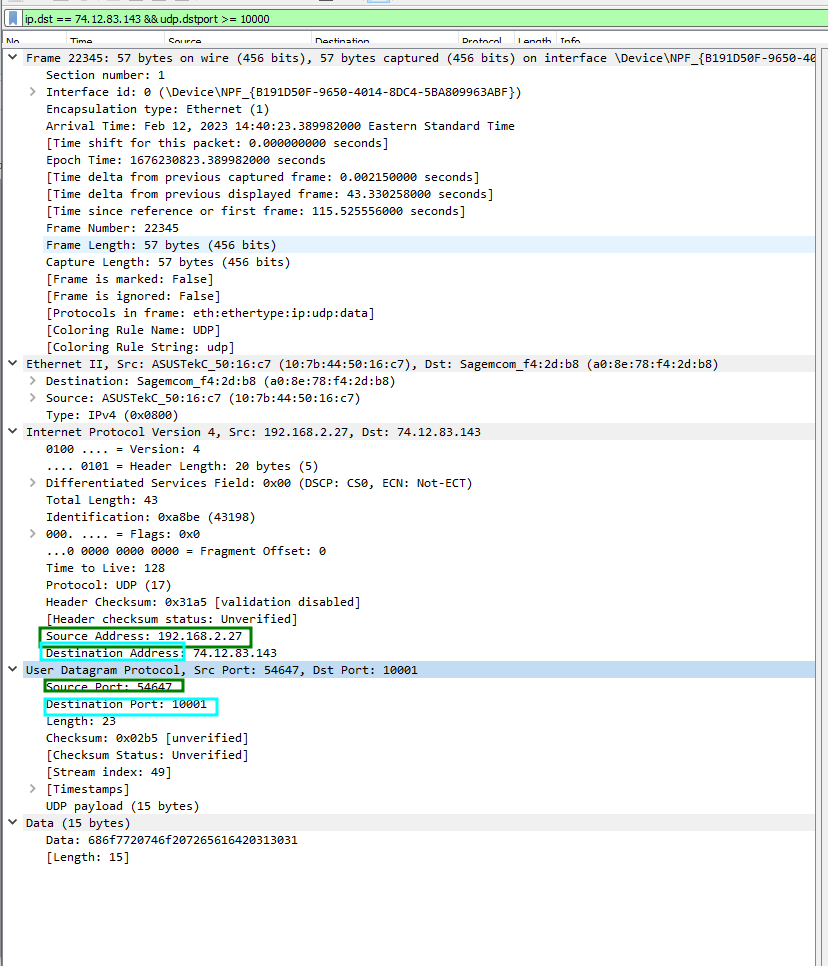 ip.dst == 74.12.83.143 && udp.dstport >= 10000
No. Time Source Destination Protocol Length Info
Frame 22345: 57 bytes on wire (456 bits), 57 bytes captured (456 bits) on interface \Device\NPF_{B191D50F-9650-40
Section number: 1
Interface id: 0 (\Device\NPF_{B191D50F-9650-4014-8DC4-5BA809963ABF})
Encapsulation type: Ethernet (1)
Arrival Time: Feb 12, 2023 14:40:23.389982000 Eastern Standard Time
[Time shift for this packet: 0.000000000 seconds]
Epoch Time: 1676230823.389982000 seconds
[Time delta from previous captured frame: 0.002150000 seconds]
[Time delta from previous displayed frame: 43.330258000 seconds]
[Time since reference or first frame: 115.525556000 seconds]
Frame Number: 22345
Frame Length: 57 bytes (456 bits)
Capture Length: 57 bytes (456 bits)
[Frame is marked: False]
[Frame is ignored: False]
[Protocols in frame: eth:ethertype:ip:udp:data]
[Coloring Rule Name: UDP]
[Coloring Rule String: udp]
Ethernet II, Src: ASUSTekC_50:16:c7 (10:7b:44:50:16:c7), Dst: Sagemcom_f4:2d:b8 (a0:8e:78:f4:2d:b8)
Destination: Sagemcom_f4:2d:b8 (a0:8e:78:f4:2d:b8)
Source: ASUSTekC_50:16:c7 (10:7b:44:50:16:c7)
Type: IPv4 (0x0800)
Internet Protocol Version 4, Src: 192.168.2.27, Dst: 74.12.83.143
0100 .... = Version: 4
.... 0101 = Header Length: 20 bytes (5)
Differentiated Services Field: 0x00 (DSCP: CS0, ECN: Not-ECT)
Total Length: 43
Identification: 0xa8be (43198)
000. .... = Flags: 0x0
...0 0000 0000 0000 = Fragment Offset: 0
Time to Live: 128
Protocol: UDP (17)
Header Checksum: 0x31a5 [validation disabled]
[Header checksum status: Unverified]
Source Address: 192.168.2.27
Destination Address: 74.12.83.143
User Datagram Protocol, Src Port: 54647, Dst Port: 10001
Source Port: 54647
Destination Port: 10001
Length: 23
Checksum: 0x02b5 [unverified]
[Checksum Status: Unverified]
[Stream index: 49]
[Timestamps]
UDP payload (15 bytes)
Data (15 bytes)
Data: 686f7720746f207265616420313031
[Length: 15]